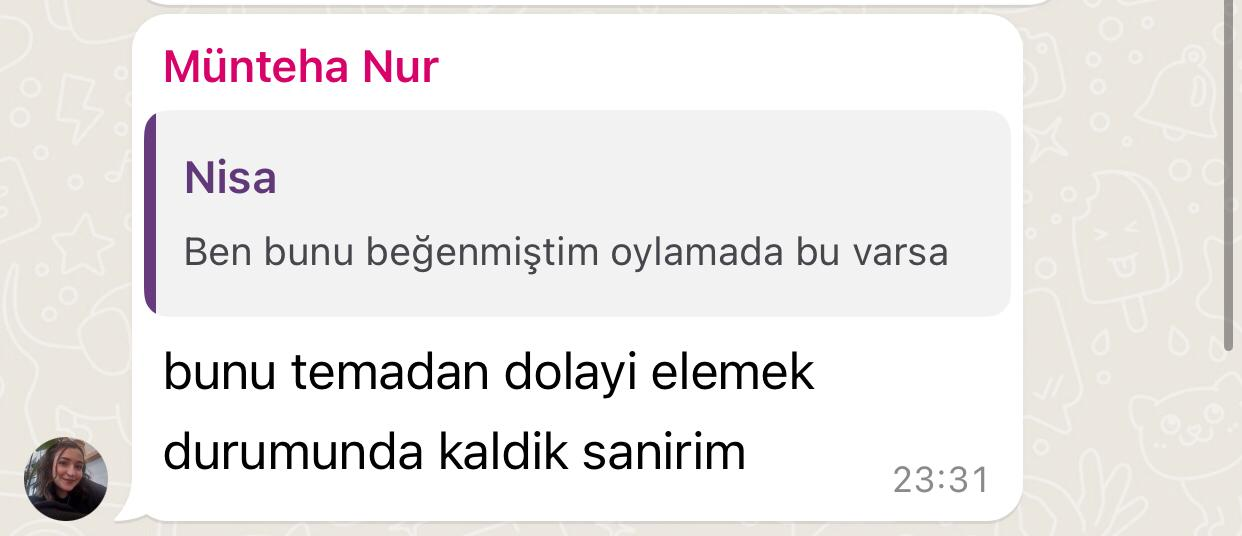 Münteha Nur
Nisa
Ben bunu beğenmiştim oylamada bu varsa
bunu temadan dolayi elemek
durumunda kaldik sanirim
23:31